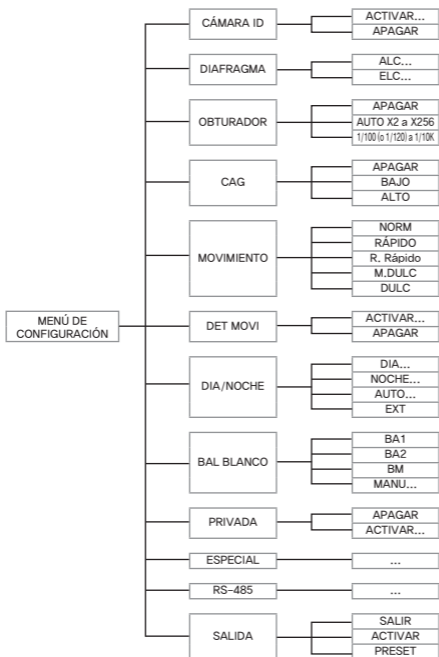 MENÚ DE
CONFIGURACIÓN
CÁMARA ID
ACTIVAR...
APAGAR
DIAFRAGMA
ALC...
ELC...
OBTURADOR
APAGAR
AUTO X2 a X256
1/100 (o 1/120) a 1/10K
CAG
APAGAR
BAJO
ALTO
MOVIMIENTO
NORM
RÁPIDO
R. Rápido
M.DULC
DULC
DET MOVI
ACTIVAR...
APAGAR
DIA/NOCHE
DIA...
NOCHE...
AUTO...
EXT
BAL BLANCO
BA1
BA2
BM
MANU...
PRIVADA
APAGAR
ACTIVAR...
ESPECIAL
...
RS-485
...
SALIDA
SALIR
ACTIVAR
PRESET